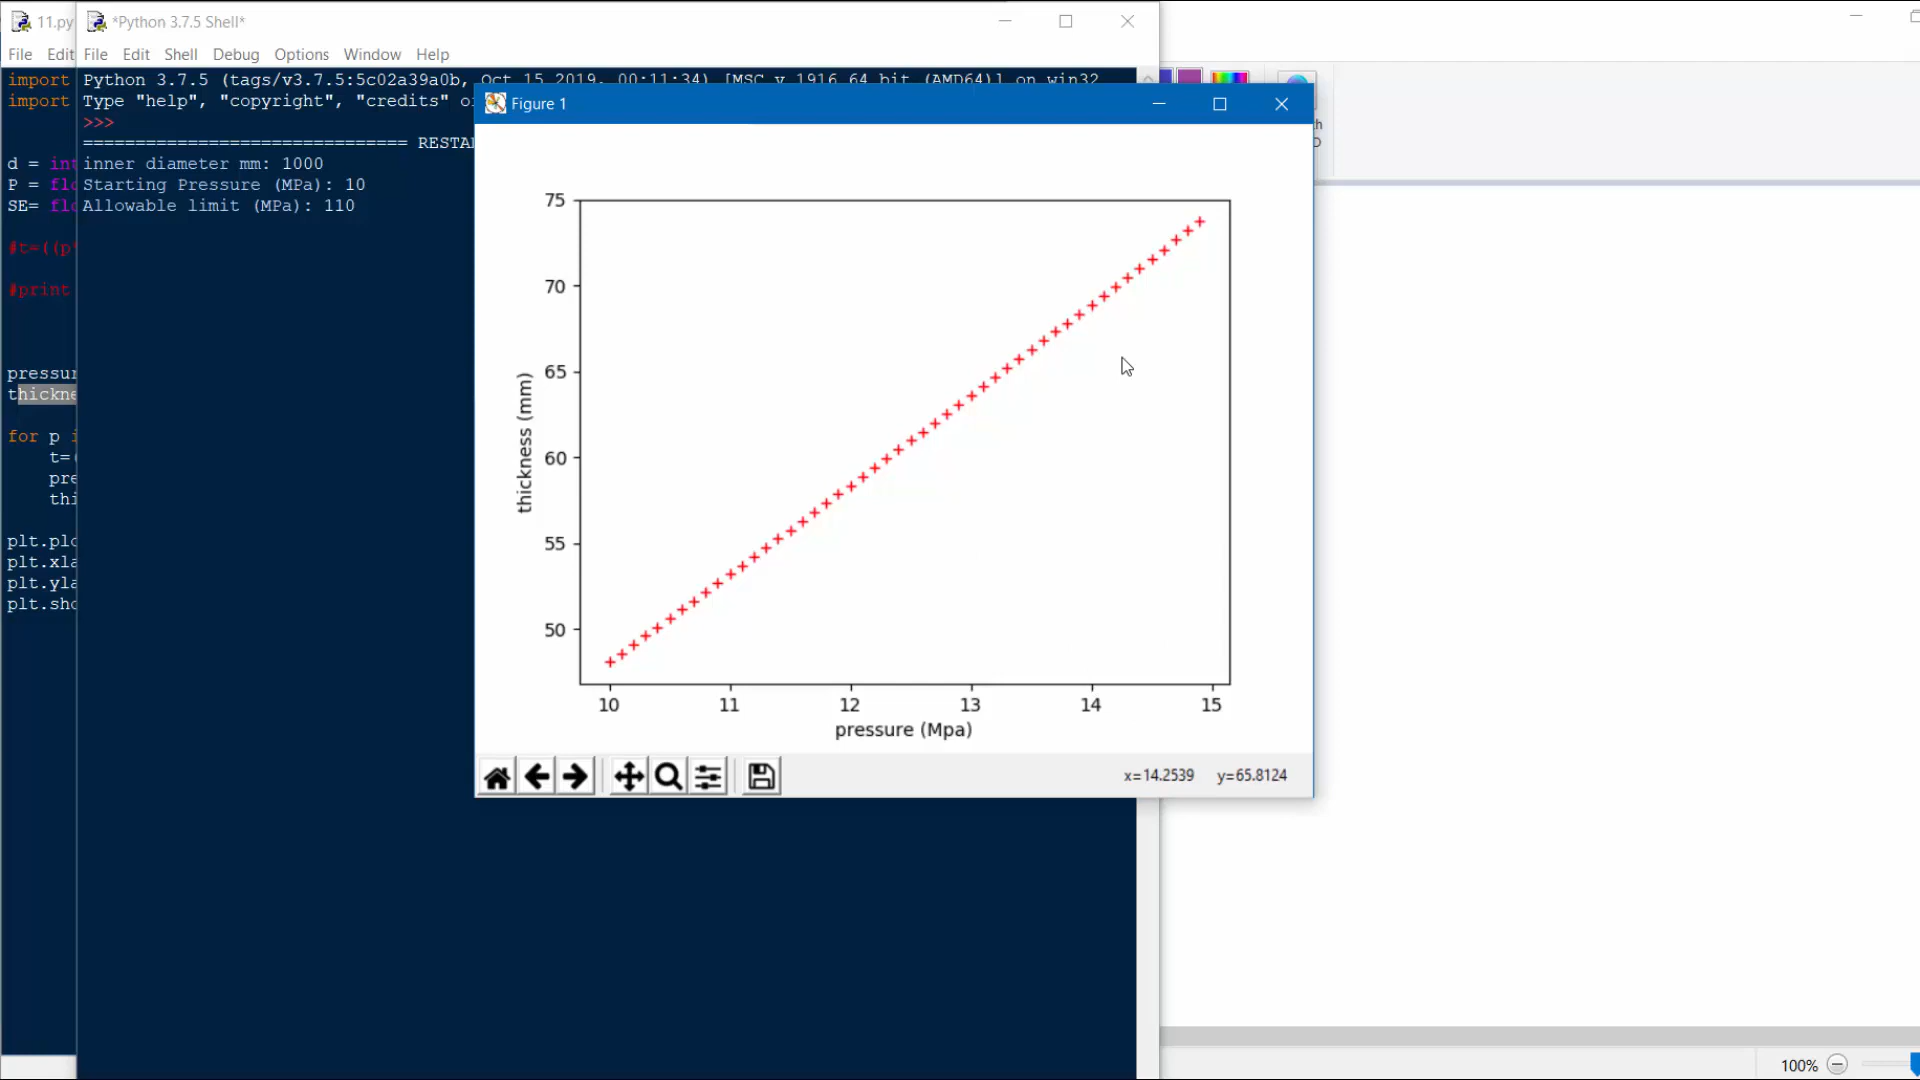 11.py
*Python 3.7.5 Shell*
File Edit
File Edit Shell Debug Options Window Help
import
import
d = int
P = flo
SE= flo
#t=((p*
#print
pressur
thickne
for p i
t=(
pre
thi
plt.plo
plt.xla
plt.yla
plt.sho
Python 3.7.5 (tags/v3.7.5:5c02a39a0b, Oct 15 2019, 00:11:34) [MSC v.1916 64 bit (AMD64)] on win32
Type "help", "copyright", "credits" o
>>>
============================== RESTA
inner diameter mm: 1000
Starting Pressure (MPa): 10
Allowable limit (MPa): 110
Figure 1
75
70
65
60
55
50
thickness (mm)
10 11 12 13 14 15
pressure (Mpa)
x=14.2539 y=65.8124
100%